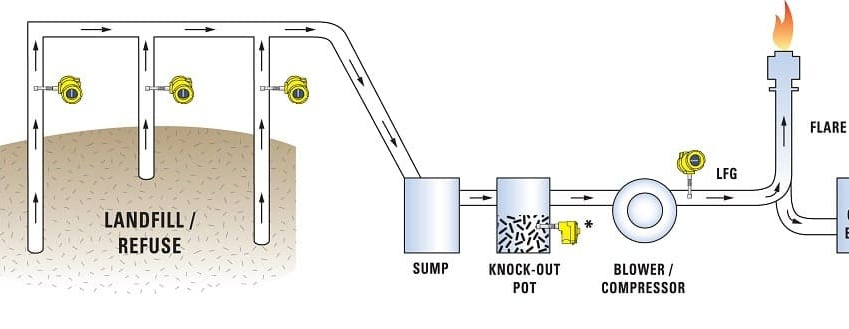 LANDFILL /
REFUSE
SUMP
KNOCK-OUT
POT
*
BLOWER /
COMPRESSOR
LFG
FLARE